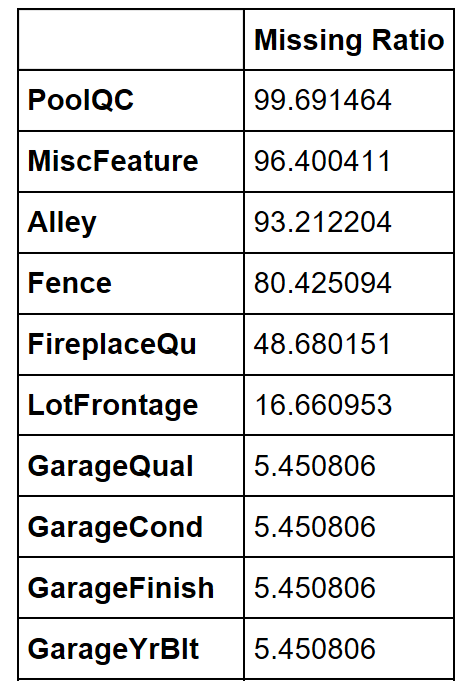 Missing Ratio
PoolQC 99.691464
MiscFeature 96.400411
Alley 93.212204
Fence 80.425094
FireplaceQu 48.680151
LotFrontage 16.660953
GarageQual 5.450806
GarageCond 5.450806
GarageFinish 5.450806
GarageYrBlt 5.450806